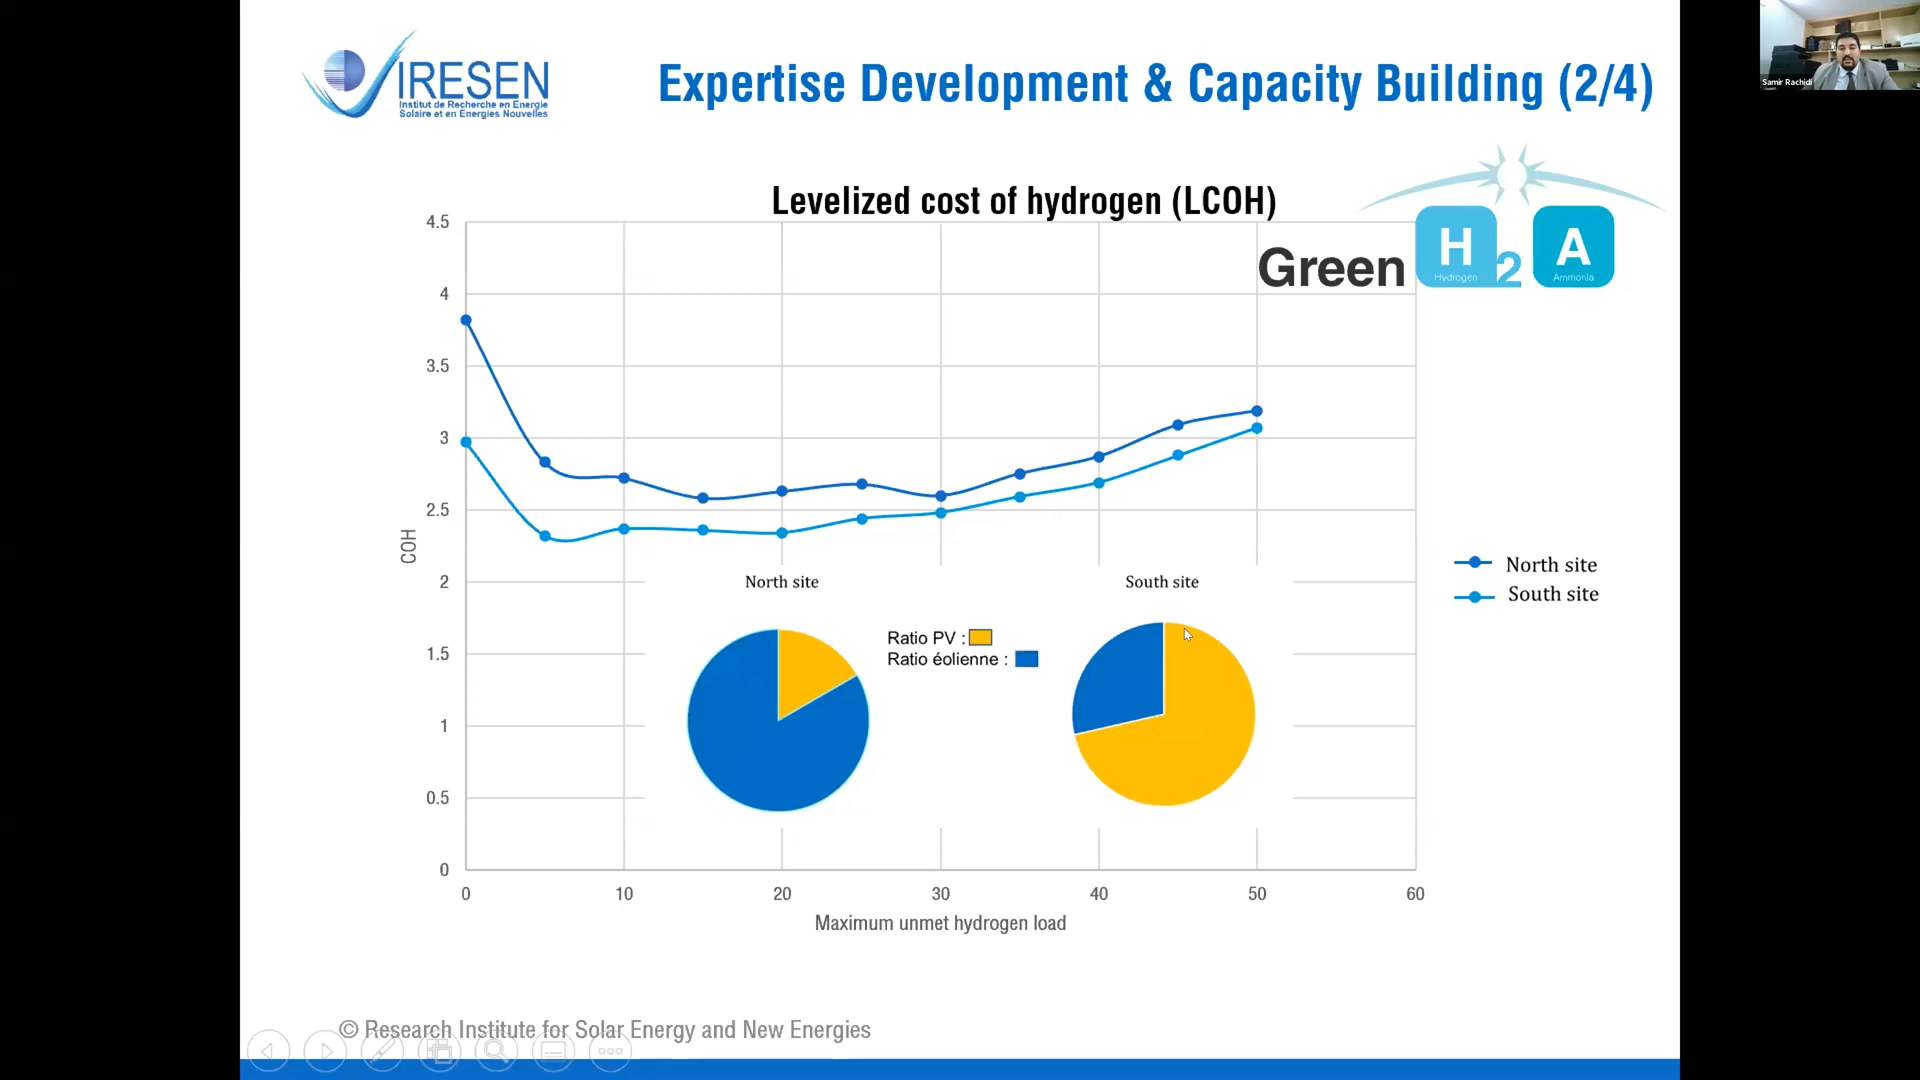 IRESEN
Institut de Recherche en Energie
Solaire et en Energies Nouvelles
Expertise Development & Capacity Building (2/4)
Samir Rachidi
Levelized cost of hydrogen (LCOH)
Green H2 A
Hydrogen
Ammonia
4.5
4
3.5
3
2.5
2
1.5
1
0.5
0
COH
North site
South site
Ratio PV :
Ratio éolienne :
North site
South site
0 10 20 30 40 50 60
Maximum unmet hydrogen load
© Research Institute for Solar Energy and New Energies